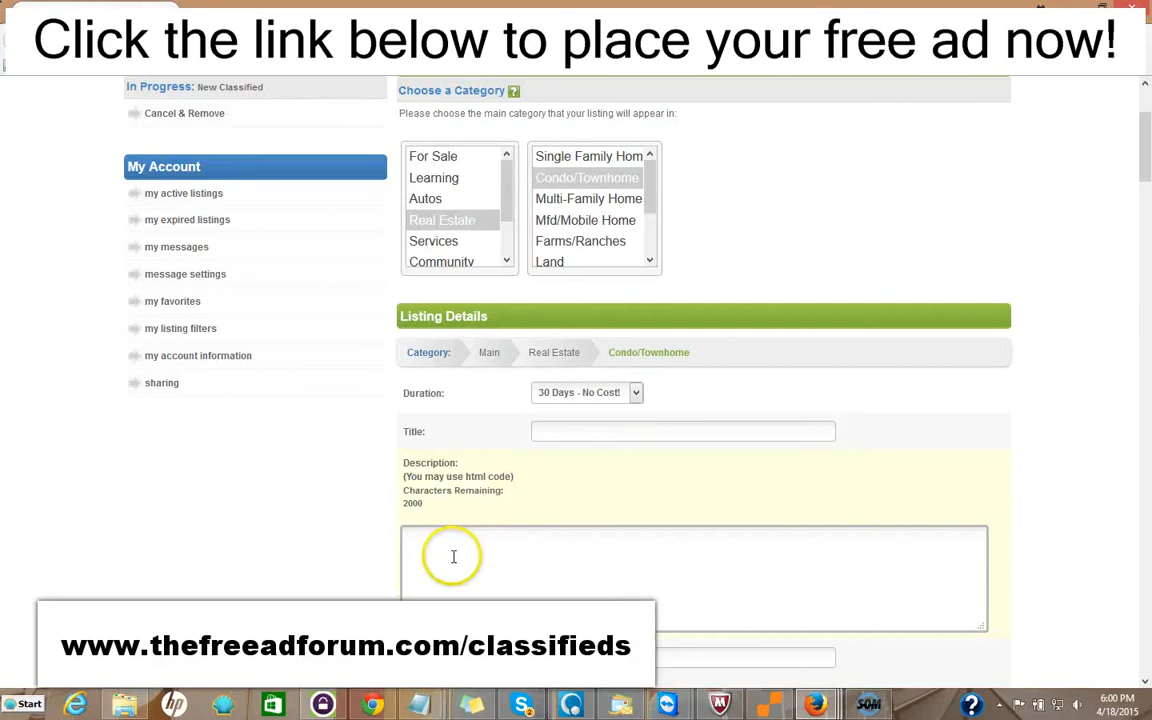 Click the link below to place your free ad now!
In Progress: New Classified
Cancel & Remove
My Account
my active listings
my expired listings
my messages
message settings
my favorites
my listing filters
my account information
sharing
Choose a Category ?
Please choose the main category that your listing will appear in:
For Sale
Learning
Autos
Real Estate
Services
Community
Single Family Hom
Condo/Townhome
Multi-Family Home
Mfd/Mobile Home
Farms/Ranches
Land
Listing Details
Category: Main Real Estate Condo/Townhome
Duration: 30 Days - No Cost!
Title:
Description:
(You may use html code)
Characters Remaining:
2000
www.thefreeadforum.com/classifieds
Start
hp
S 2
SOM
?
6:00 PM
4/18/2015